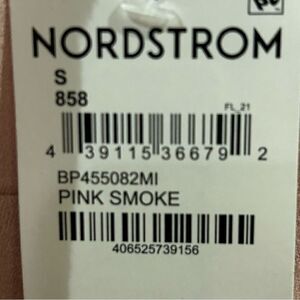 NORDSTROM
S
858
FL_21
4 39115 36679 2
BP455082MI
PINK SMOKE
406525739156